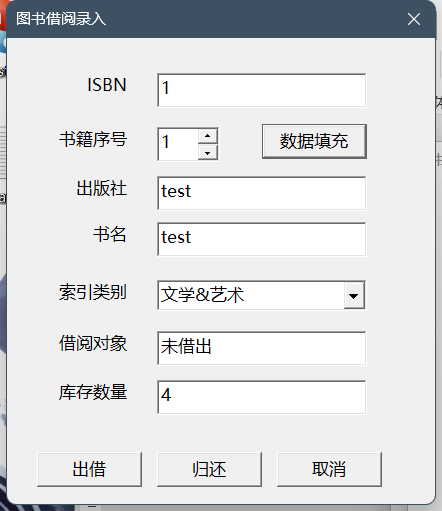 图书借阅录入
ISBN 1
书籍序号 1 数据填充
出版社 test
书名 test
索引类别 文学&艺术
借阅对象 未借出
库存数量 4
出借 归还 取消